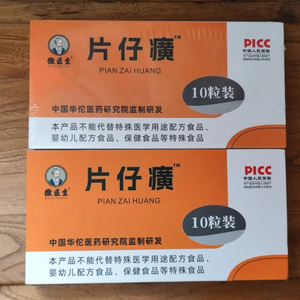 微医生
片仔癀™
PIAN ZAI HUANG
PICC
中国人民保险
10粒装
中国华佗医药研究院监制研发
本产品不能代替特殊医学用途配方食品、
婴幼儿配方食品、保健食品等特殊食品
微医生
片仔癀™
PIAN ZAI HUANG
PICC
中国人民保险
10粒装
中国华佗医药研究院监制研发
本产品不能代替特殊医学用途配方食品、
婴幼儿配方食品、保健食品等特殊食品